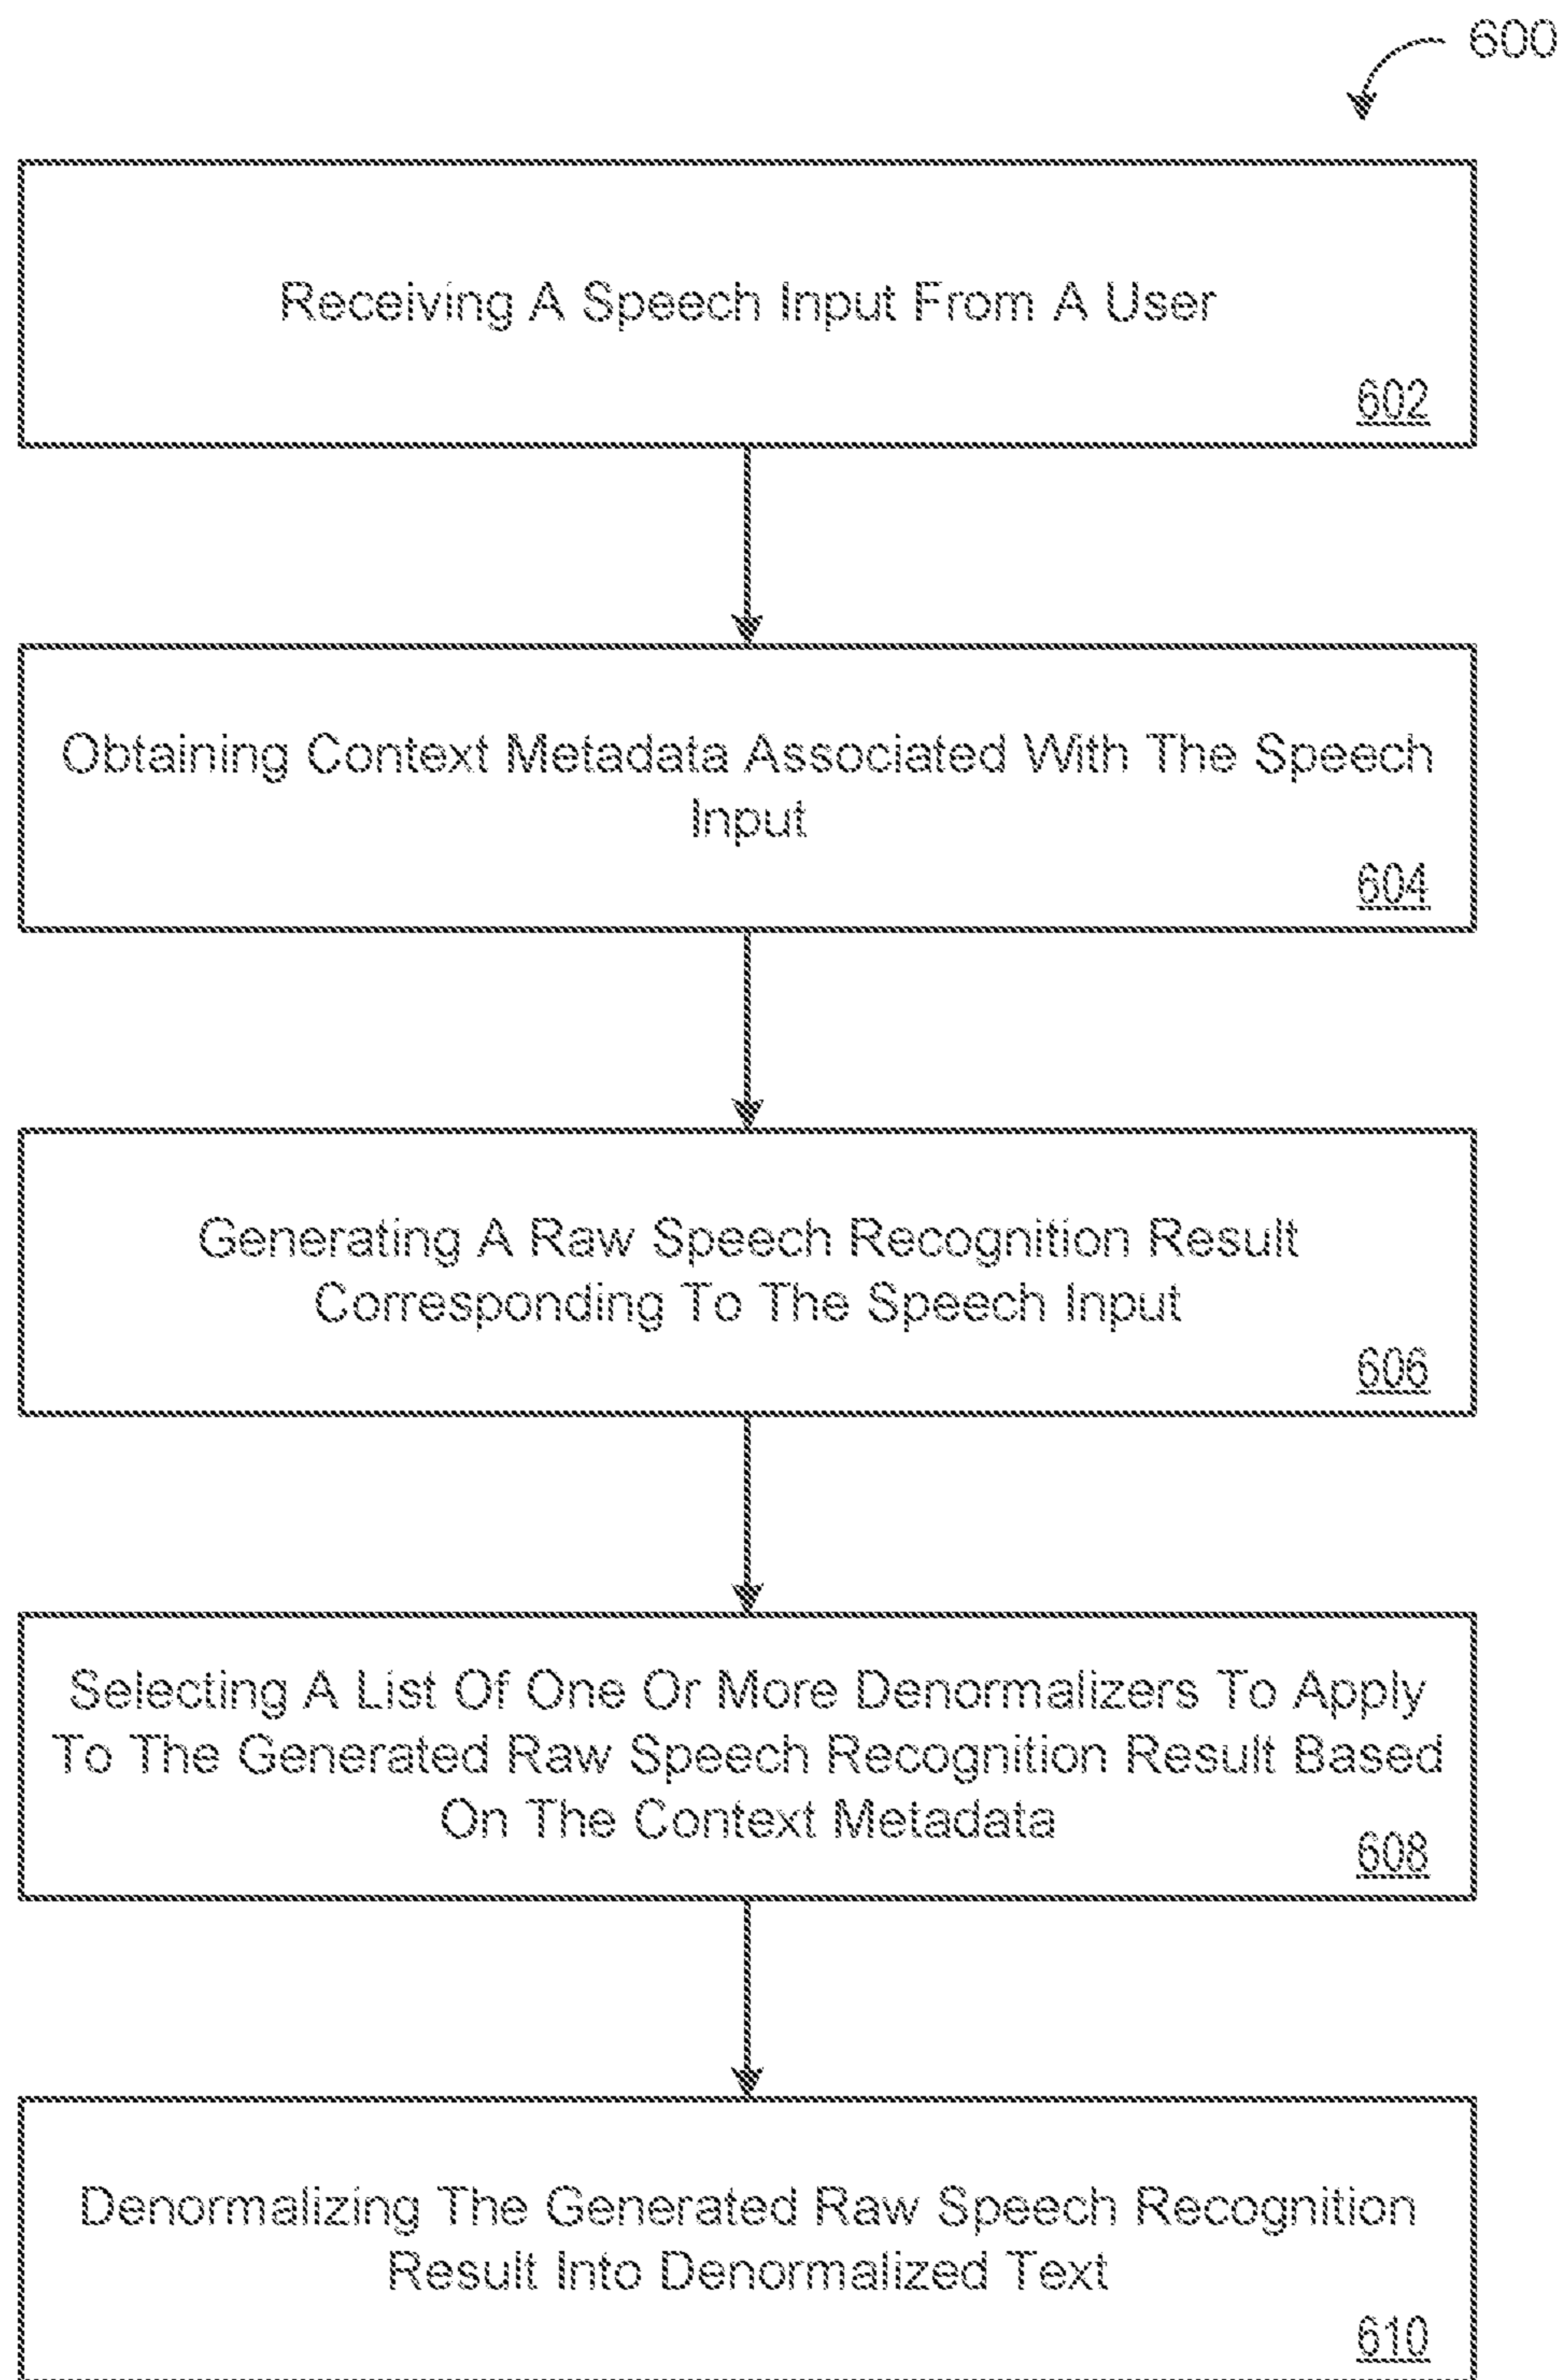 600
Receiving A Speech Input From A User
602
Obtaining Context Metadata Associated With The Speech
Input
604
Generating A Raw Speech Recognition Result
Corresponding To The Speech Input
606
Selecting A List Of One Or More Denormalizers To Apply
To The Generated Raw Speech Recognition Result Based
On The Context Metadata
608
Denormalizing The Generated Raw Speech Recognition
Result Into Denormalized Text
610